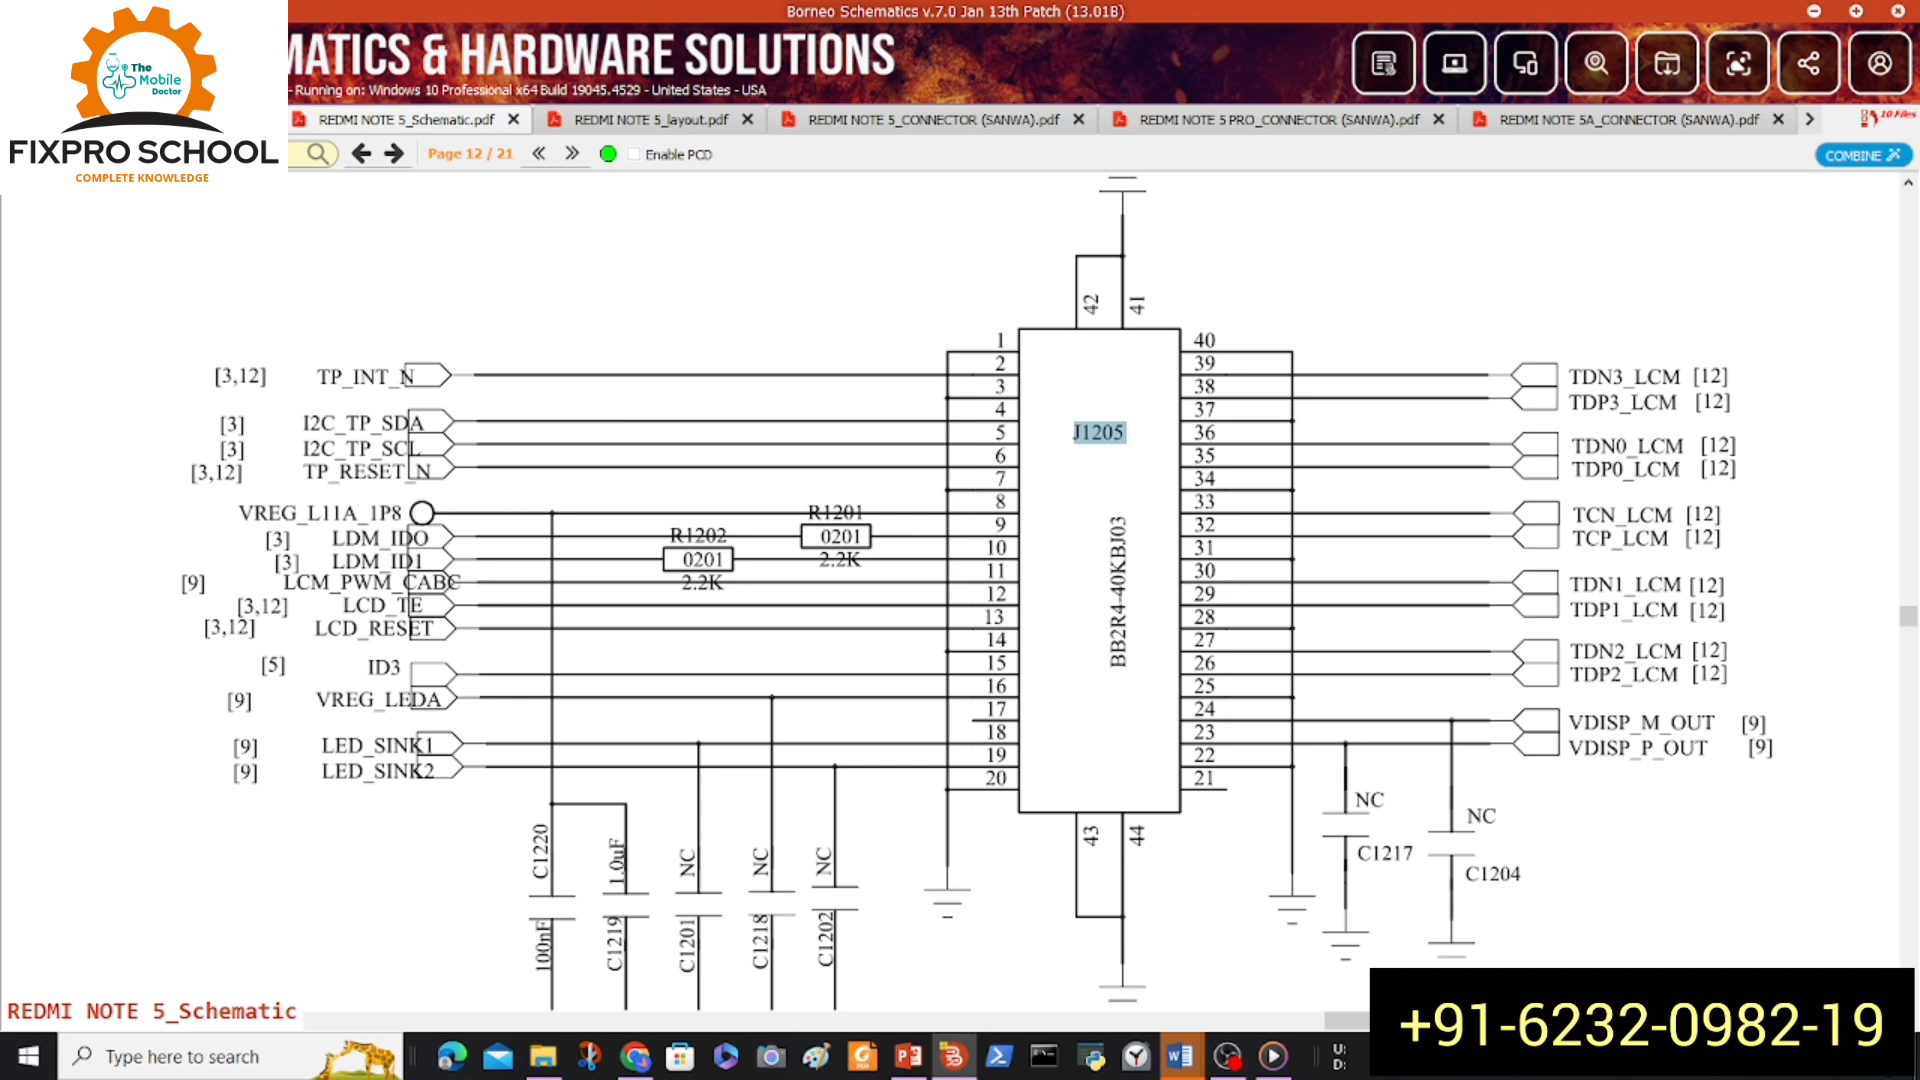 Borneo Schematics v.7.0 Jan 13th Patch (13.01B)
MATICS & HARDWARE SOLUTIONS
- Running on: Windows 10 Professional x64 Build 19045.4529 - United States - USA
The
Mobile
Doctor
FIXPRO SCHOOL
COMPLETE KNOWLEDGE
REDMI NOTE 5_Schematic.pdf
REDMI NOTE 5_layout.pdf
REDMI NOTE 5_CONNECTOR (SANWA).pdf
REDMI NOTE 5 PRO_CONNECTOR (SANWA).pdf
REDMI NOTE 5A_CONNECTOR (SANWA).pdf
10 Files
Page 12 / 21
Enable PCD
COMBINE
42
41
1
2
3
4
5
6
7
8
9
10
11
12
13
14
15
16
17
18
19
20
40
39
38
37
36
35
34
33
32
31
30
29
28
27
26
25
24
23
22
21
43
44
J1205
BB2R4-40KBJ03
[3,12] TP_INT_N
[3] I2C_TP_SDA
[3] I2C_TP_SCL
[3,12] TP_RESET_N
VREG_L11A_1P8
[3] LDM_IDO
[3] LDM_ID1
[9] LCM_PWM_CABC
[3,12] LCD_TE
[3,12] LCD_RESET
[5] ID3
[9] VREG_LEDA
[9] LED_SINK1
[9] LED_SINK2
R1201
0201
2.2K
R1202
0201
2.2K
TDN3_LCM [12]
TDP3_LCM [12]
TDN0_LCM [12]
TDP0_LCM [12]
TCN_LCM [12]
TCP_LCM [12]
TDN1_LCM [12]
TDP1_LCM [12]
TDN2_LCM [12]
TDP2_LCM [12]
VDISP_M_OUT [9]
VDISP_P_OUT [9]
C1220
100nF
1.0uF
C1219
NC
C1201
NC
C1218
NC
C1202
NC
C1217
NC
C1204
REDMI NOTE 5_Schematic
+91-6232-0982-19
Type here to search
U:
D: